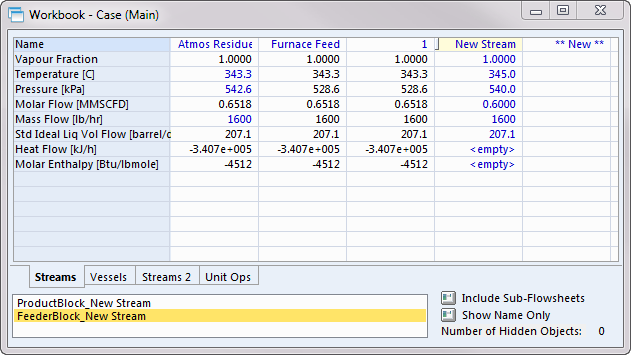 Workbook - Case (Main)
Name Atmos Residue Furnace Feed 1 New Stream ** New **
Vapour Fraction 1.0000 1.0000 1.0000 1.0000
Temperature [C] 343.3 343.3 343.3 345.0
Pressure [kPa] 542.6 528.6 528.6 540.0
Molar Flow [MMSCFD] 0.6518 0.6518 0.6518 0.6000
Mass Flow [lb/hr] 1600 1600 1600 1600
Std Ideal Liq Vol Flow [barrel/d 207.1 207.1 207.1 207.1
Heat Flow [kJ/h] -3.407e+005 -3.407e+005 -3.407e+005 <empty>
Molar Enthalpy [Btu/lbmole] -4512 -4512 -4512 <empty>
Streams Vessels Streams 2 Unit Ops
ProductBlock_New Stream
FeederBlock_New Stream
Include Sub-Flowsheets
Show Name Only
Number of Hidden Objects: 0